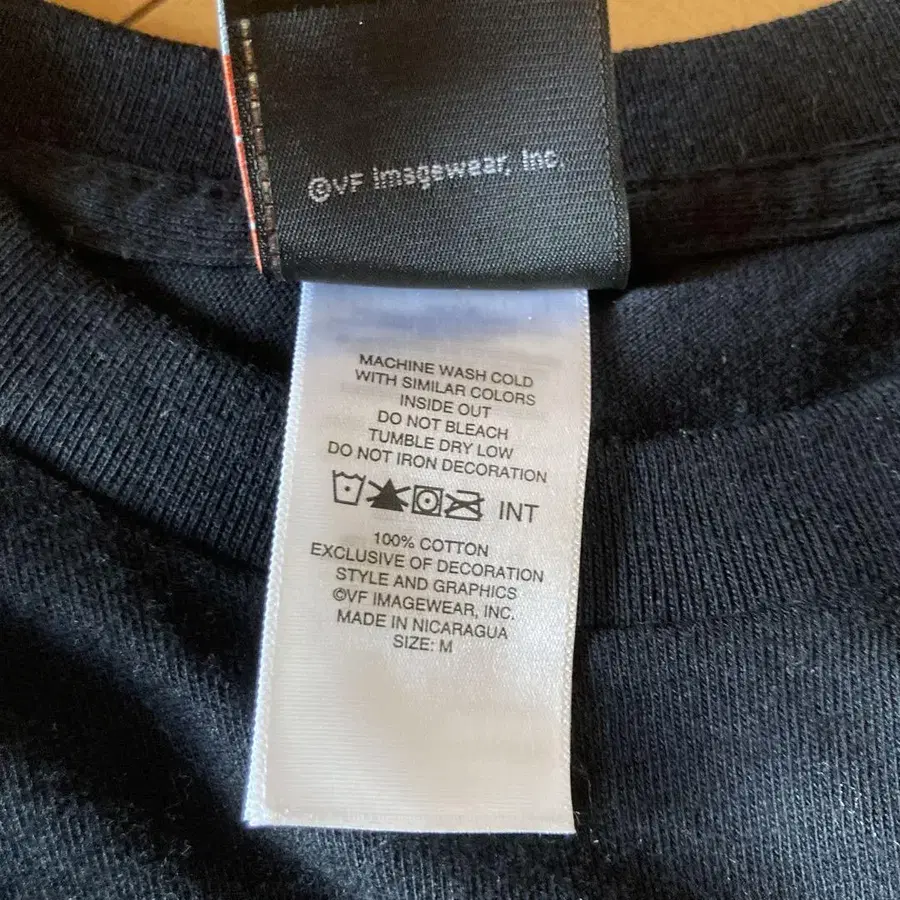 ©VF Imagewear, Inc.
MACHINE WASH COLD
WITH SIMILAR COLORS
INSIDE OUT
DO NOT BLEACH
TUMBLE DRY LOW
DO NOT IRON DECORATION
INT
100% COTTON
EXCLUSIVE OF DECORATION
STYLE AND GRAPHICS
©VF IMAGEWEAR, INC.
MADE IN NICARAGUA
SIZE: M